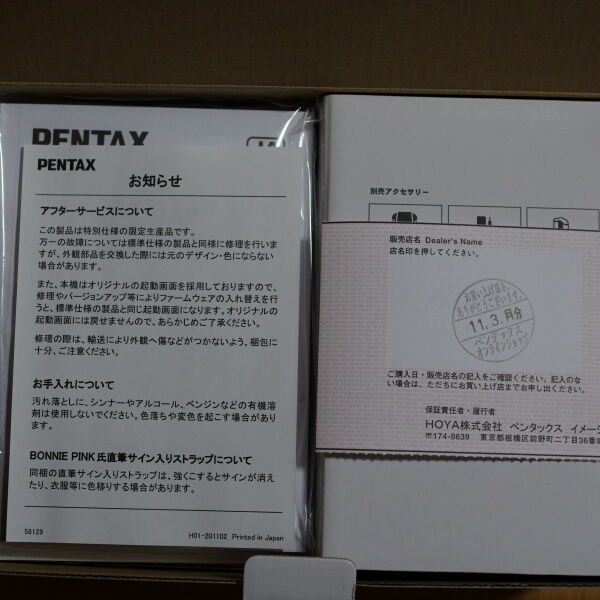 PENTAX
PENTAX
お知らせ
アフターサービスについて
この製品は特別仕様の限定生産品です。
万一の故障については標準仕様の製品と同様に修理を行いま
すが、外観部品を交換した際には元のデザイン・色にならない
場合があります。
また、本機はオリジナルの起動画面を採用しておりますので、
修理やバージョンアップ等によりファームウェアの入れ替えを行
うと、標準仕様の製品と同じ起動画面になります。オリジナルの
起動画面には戻せませんので、あらかじめご了承ください。
修理の際は、輸送により外観へ傷などがつかないよう、梱包に
十分、ご注意ください。
お手入れについて
汚れ落としに、シンナーやアルコール、ベンジンなどの有機溶
剤は使用しないでください。色落ちや変色を起こす場合があり
ます。
BONNIE PINK氏直筆サイン入りストラップについて
同梱の直筆サイン入りストラップは、強くこするとサインが消え
たり、衣服等に色移りする場合があります。
58129
H01-201102 Printed in Japan
別売アクセサリー
販売店名 Dealer's Name
店名印を押してください。
お買い上げ頂き、
ありがとうございます。
11.3.月分
ペンタックス
オンラインショップ
ご購入日・販売店名の記入をご確認ください。記入のな
い場合は、ただちにお買い上げ店までお申し出ください。
保証責任者・履行者
HOYA株式会社 ペンタックス イメージ
〒174-8639 東京都板橋区前野町二丁目36番9